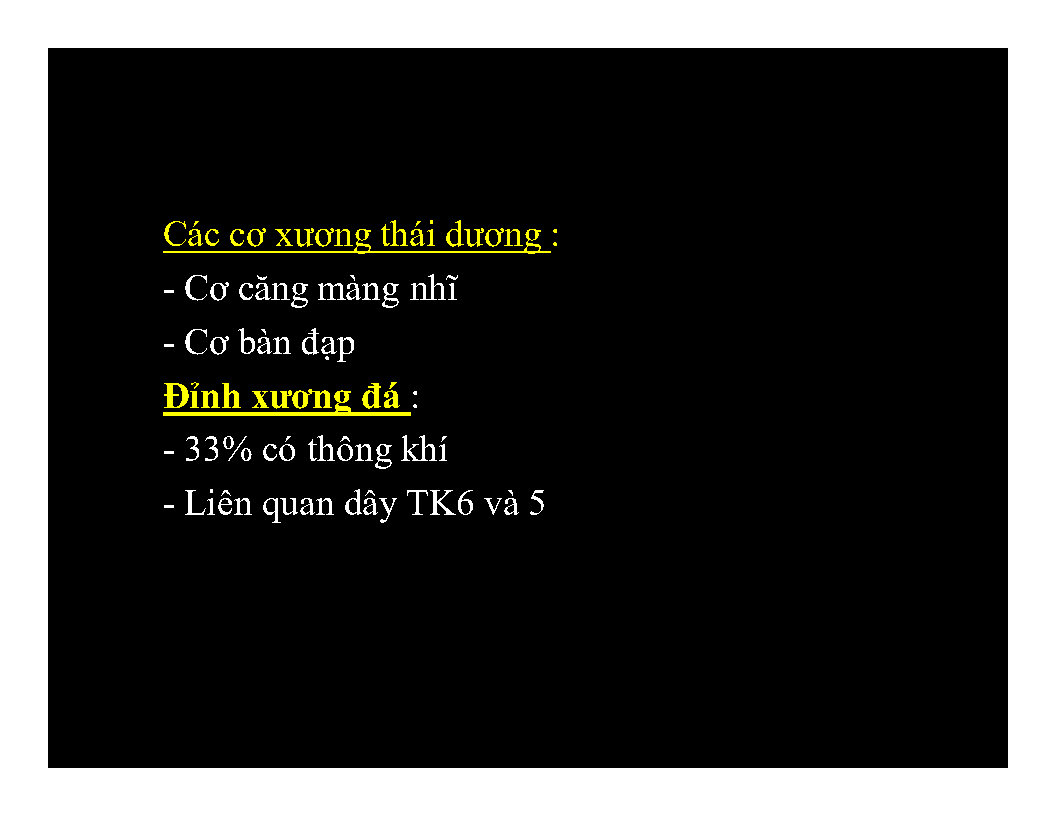 Các cơ xương thái dương :
- Cơ căng màng nhĩ
- Cơ bàn đạp
Đỉnh xương đá :
- 33% có thông khí
- Liên quan dây TK6 và 5